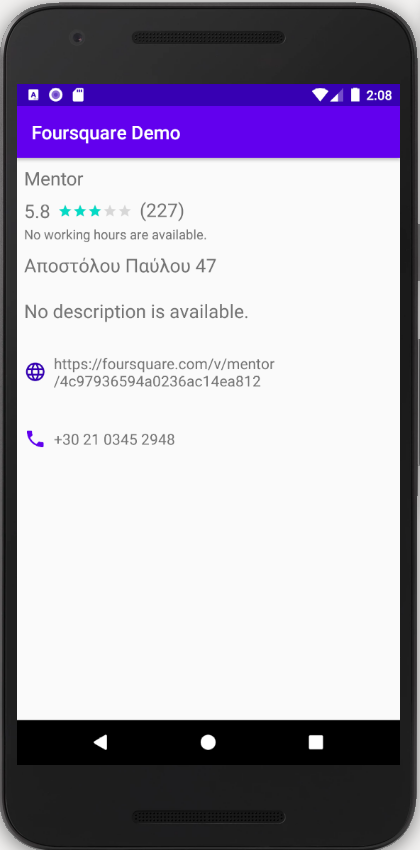 2:08
Foursquare Demo
Mentor
5.8 (227)
No working hours are available.
Αποστόλου Παύλου 47
No description is available.
https://foursquare.com/v/mentor
/4c97936594a0236ac14ea812
+30 21 0345 2948